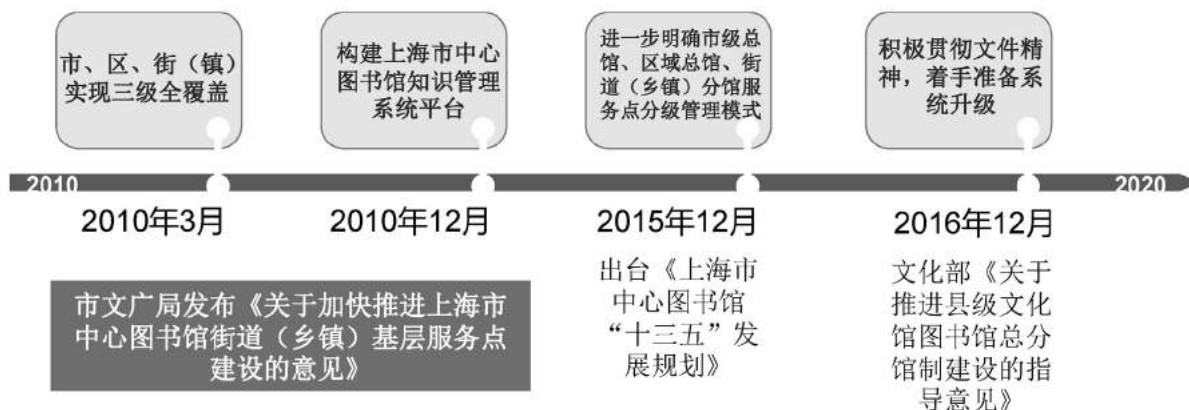 市、区、街（镇）
实现三级全覆盖
构建上海市中心
图书馆知识管理
系统平台
进一步明确市级总
馆、区域总馆、街
道（乡镇）分馆服
务点分级管理模式
积极贯彻文件精
神，着手准备系
统升级
2010
2020
2010年3月
2010年12月
2015年12月
2016年12月
市文广局发布《关于加快推进上海市
中心图书馆街道（乡镇）基层服务点
建设的意见》
出台《上海市
中心图书馆
“十三五”发
展规划》
文化部《关于
推进县级文化
馆图书馆总分
馆制建设的指
导意见》